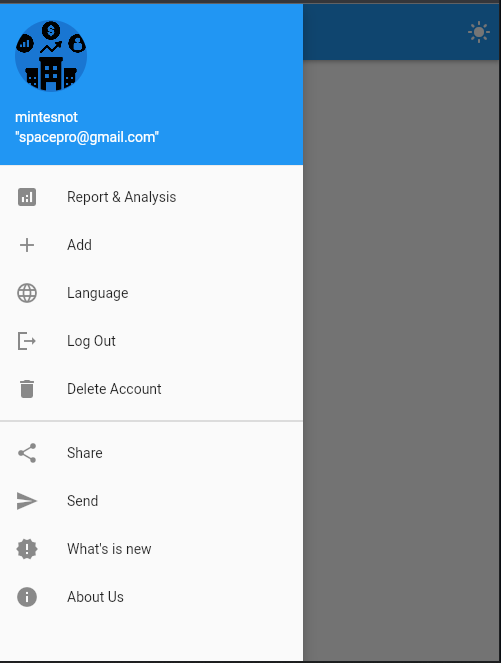 mintesnot
"spacepro@gmail.com"
Report & Analysis
Add
Language
Log Out
Delete Account
Share
Send
What's is new
About Us